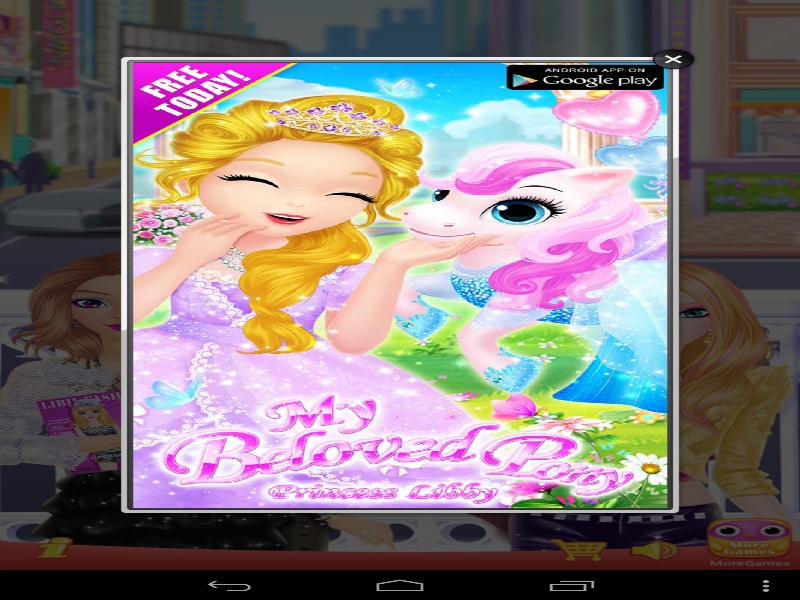 FREE
TODAY!
ANDROID APP ON
Google play
My
Beloved Pony
Princess Libby
More
Games
MoreGames